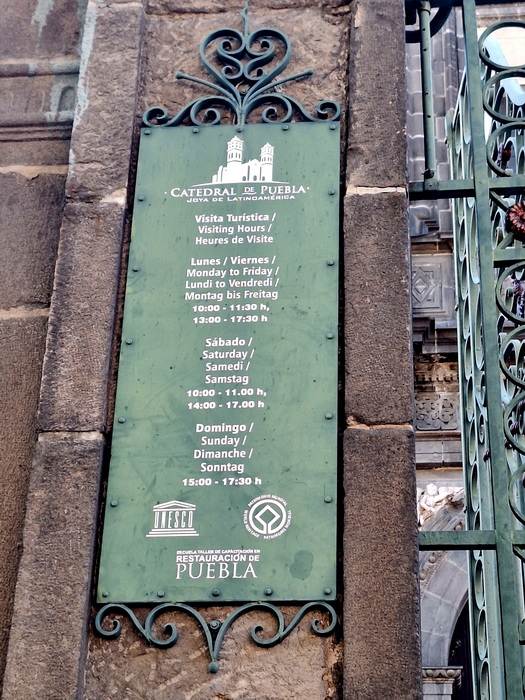 CATEDRAL DE PUEBLA
JOYA DE LATINOAMÉRICA
Visita Turística /
Visiting Hours /
Heures de Visite
Lunes / Viernes /
Monday to Friday /
Lundi to Vendredi /
Montag bis Freitag
10:00 - 11:30 h,
13:00 - 17:30 h
Sábado /
Saturday /
Samedi /
Samstag
10:00 - 11.00 h,
14:00 - 17.00 h
Domingo /
Sunday /
Dimanche /
Sonntag
15:00 - 17:30 h
UNESCO
ESCUELA TALLER DE CAPACITACIÓN EN
RESTAURACIÓN DE
PUEBLA